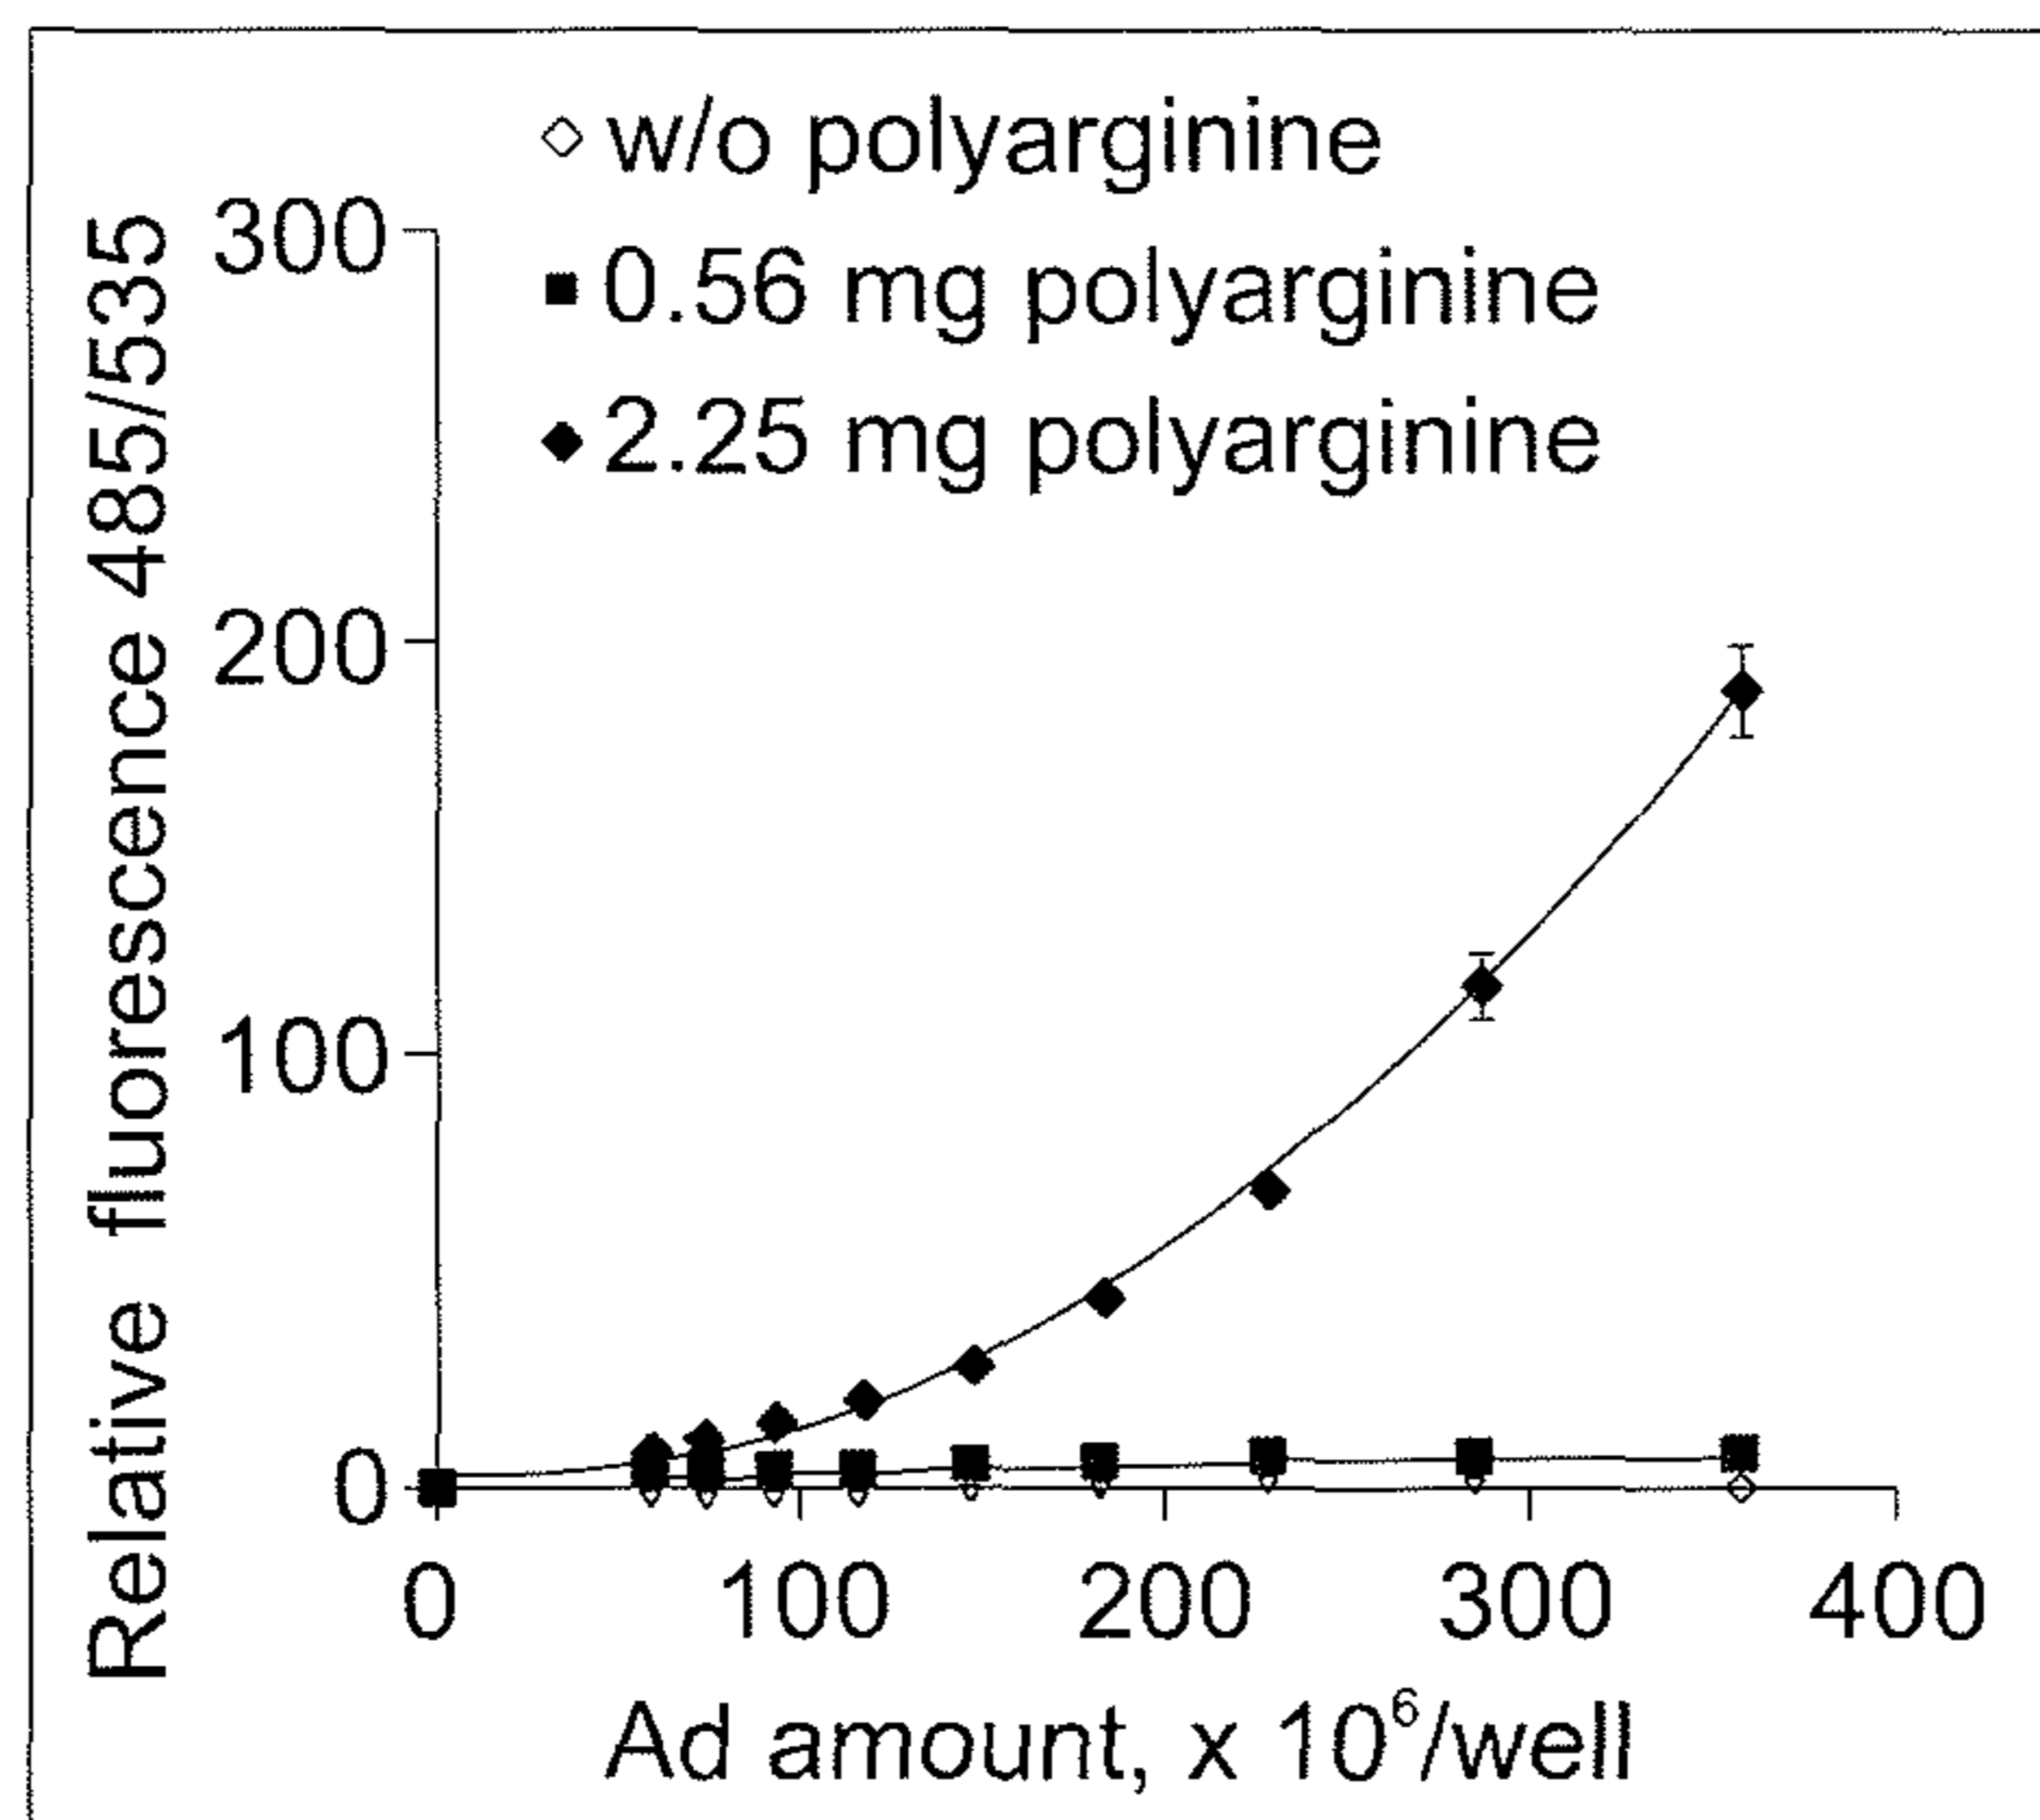 w/o polyarginine
0.56 mg polyarginine
2.25 mg polyarginine
Relative fluorescence 485/535
300
200
100
0
0 100 200 300 400
Ad amount, x 10⁶/well